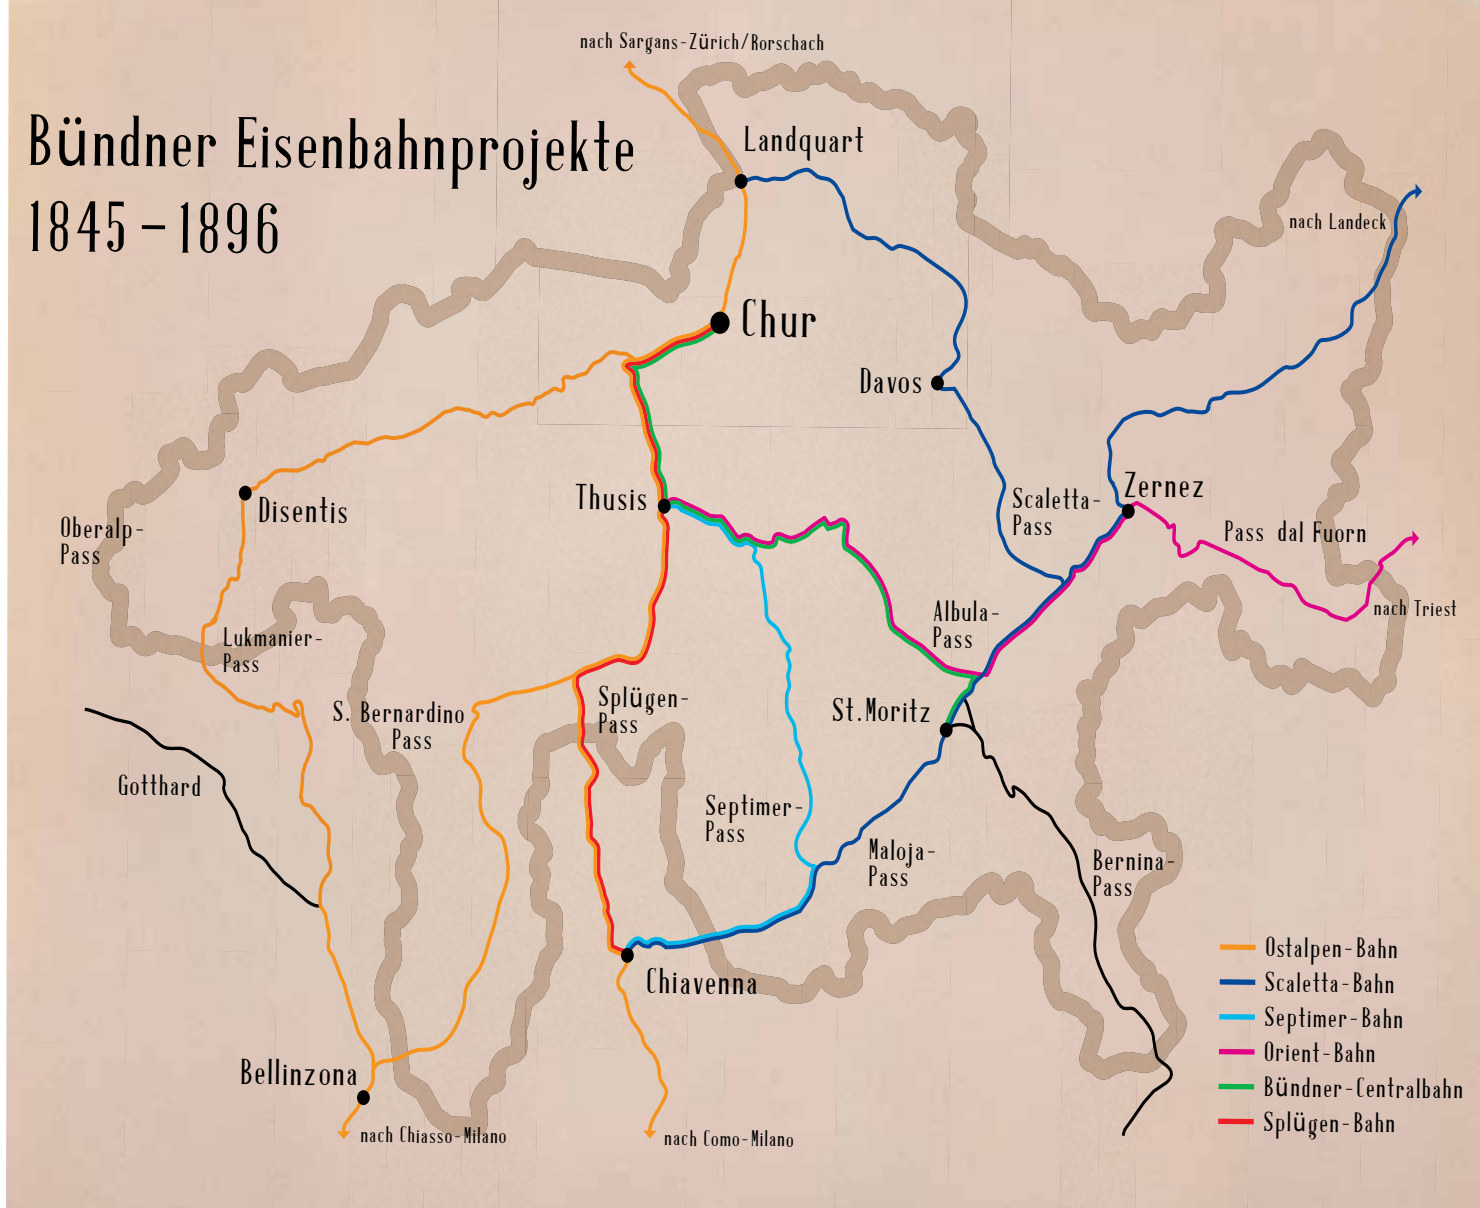 nach Sargans-Zürich/Rorschach
Bündner Eisenbahnprojekte
1845–1896
Landquart
nach Landeck
Chur
Davos
Disentis
Thusis
Scaletta-
Pass
Zernez
Oberalp-
Pass
Pass dal Fuorn
nach Triest
Lukmanier-
Pass
Albula-
Pass
S. Bernardino
Pass
Splügen-
Pass
St.Moritz
Gotthard
Septimer-
Pass
Maloja-
Pass
Bernina-
Pass
Chiavenna
Bellinzona
nach Chiasso-Milano
nach Como-Milano
Ostalpen-Bahn
Scaletta-Bahn
Septimer-Bahn
Orient-Bahn
Bündner-Centralbahn
Splügen-Bahn